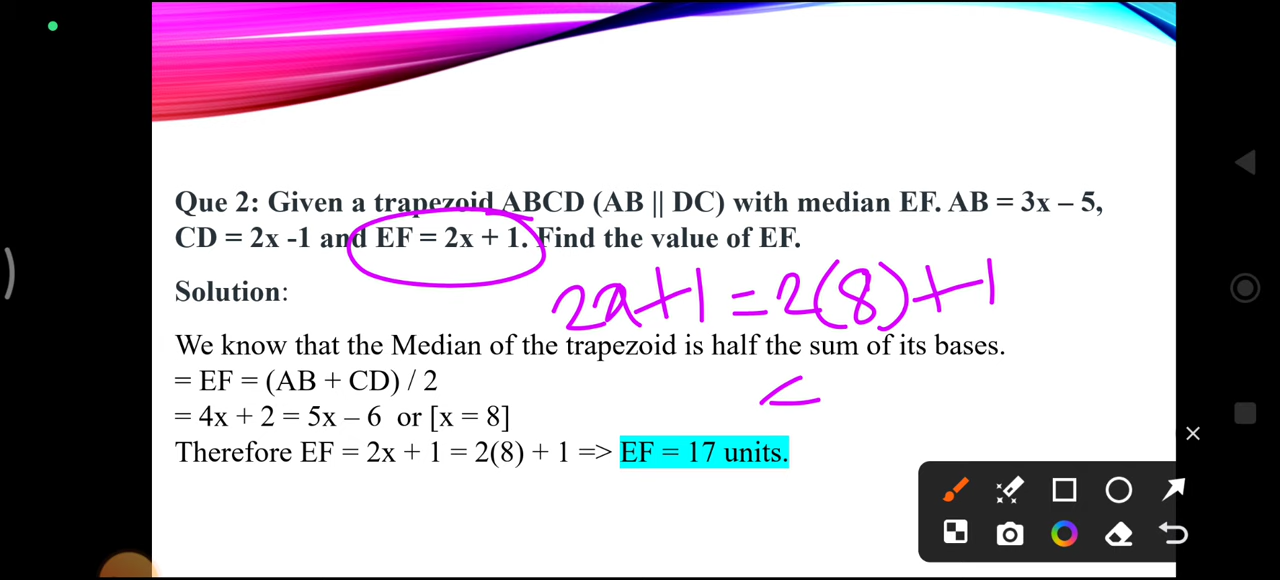 Que 2: Given a trapezoid ABCD (AB || DC) with median EF. AB = 3x – 5,
CD = 2x -1 and EF = 2x + 1. Find the value of EF.
Solution:
2x+1=2(8)+1
We know that the Median of the trapezoid is half the sum of its bases.
= EF = (AB + CD) / 2
= 4x + 2 = 5x – 6 or [x = 8]
Therefore EF = 2x + 1 = 2(8) + 1 => EF = 17 units.